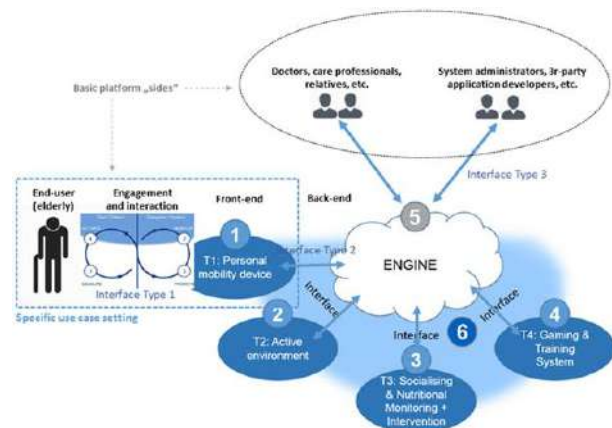 Doctors, care professionals,
relatives, etc.
System administrators, 3r-party
application developers, etc.
Basic platform „sides"
Interface Type 3
End-user
(elderly)
Engagement
and interaction
Front-end
Back-end
5
1
T1: Personal
mobility device
Interface Type 2
ENGINE
Interface Type 1
Specific use case setting
2
T2: Active
environment
Interface
Interface
Interface
6
4
T4: Gaming &
Training
System
3
T3: Socialising
& Nutritional
Monitoring +
Intervention